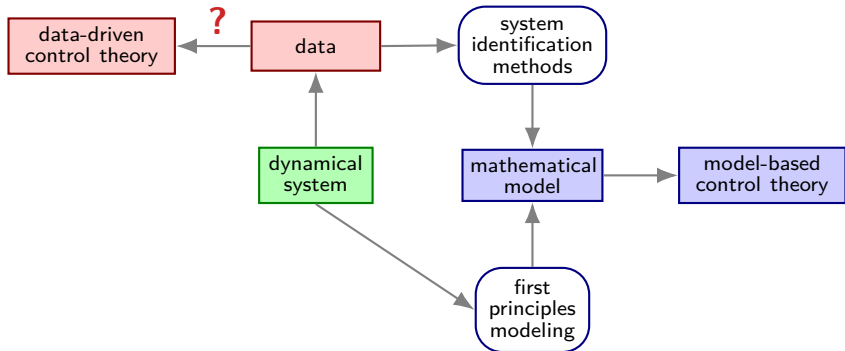 ?
data-driven
control theory
data
system
identification
methods
dynamical
system
mathematical
model
model-based
control theory
first
principles
modeling